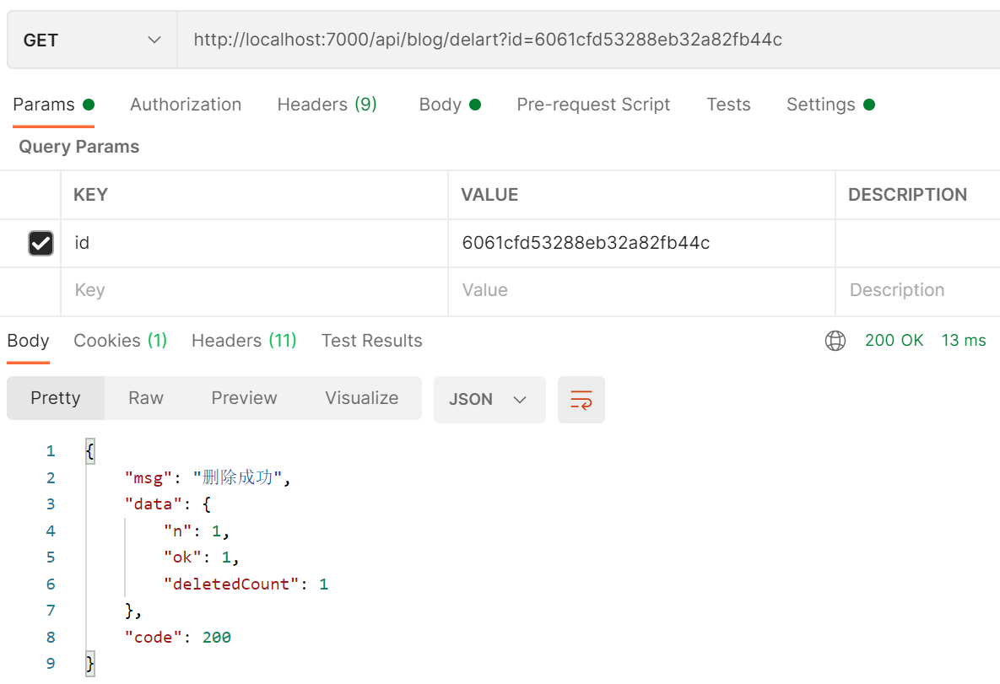 GET http://localhost:7000/api/blog/delart?id=6061cfd53288eb32a82fb44c
Params Authorization Headers (9) Body Pre-request Script Tests Settings
Query Params
KEY VALUE DESCRIPTION
id 6061cfd53288eb32a82fb44c
Key Value Description
Body Cookies (1) Headers (11) Test Results 200 OK 13 ms
Pretty Raw Preview Visualize JSON
1 {
2 "msg": "删除成功",
3 "data": {
4 "n": 1,
5 "ok": 1,
6 "deletedCount": 1
7 },
8 "code": 200
9 }